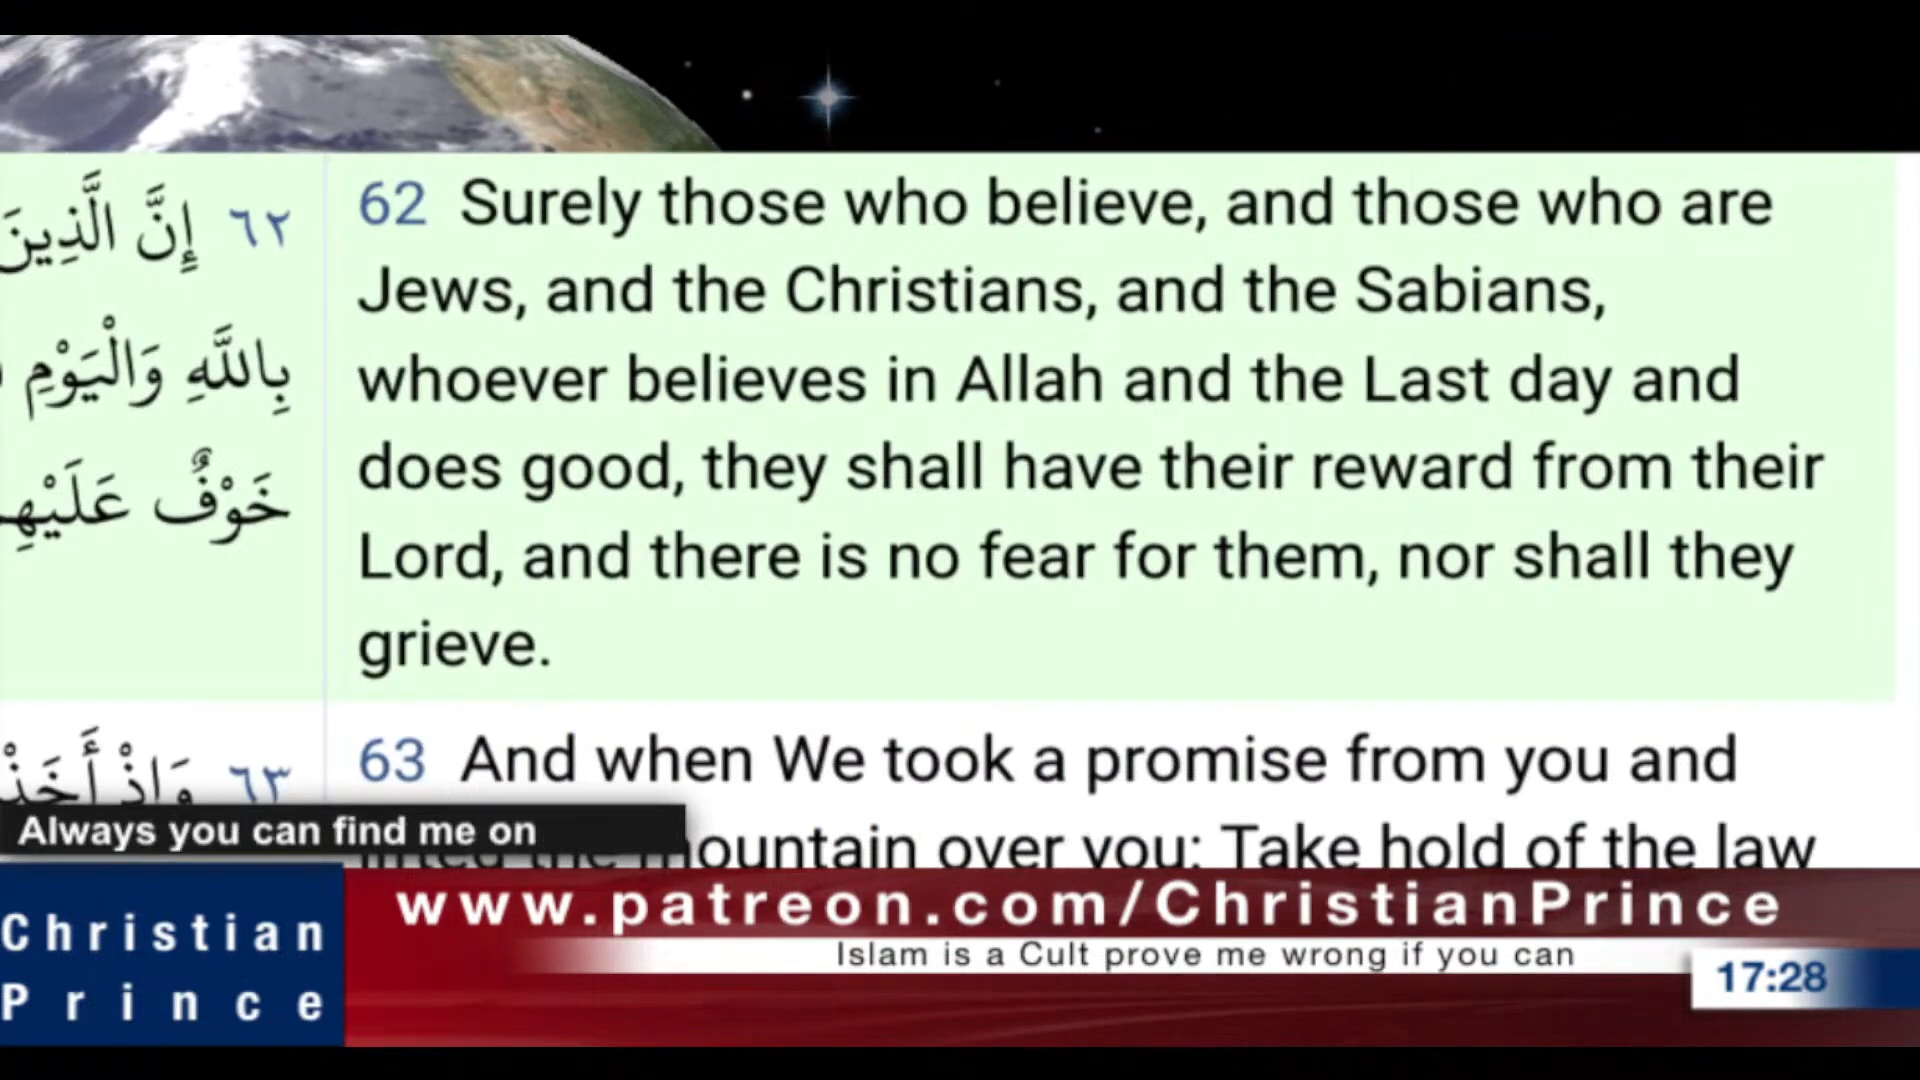 ٦٢ إِنَّ الَّذِينَ
بِاللَّهِ وَالْيَوْمِ
خَوْفٌ عَلَيْهِ
62 Surely those who believe, and those who are
Jews, and the Christians, and the Sabians,
whoever believes in Allah and the Last day and
does good, they shall have their reward from their
Lord, and there is no fear for them, nor shall they
grieve.
٦٣ وَإِذْ أَخَذْ
63 And when We took a promise from you and
lifted the mountain over you: Take hold of the law
Always you can find me on
www.patreon.com/ChristianPrince
Islam is a Cult prove me wrong if you can
Christian
Prince
17:28